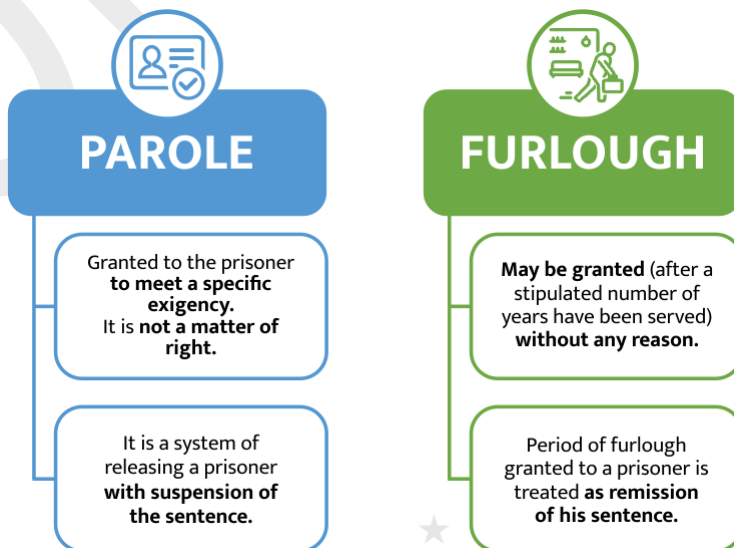 PAROLE
Granted to the prisoner
to meet a specific
exigency.
It is not a matter of
right.
It is a system of
releasing a prisoner
with suspension of
the sentence.
FURLOUGH
May be granted (after a
stipulated number of
years have been served)
without any reason.
Period of furlough
granted to a prisoner is
treated as remission
of his sentence.